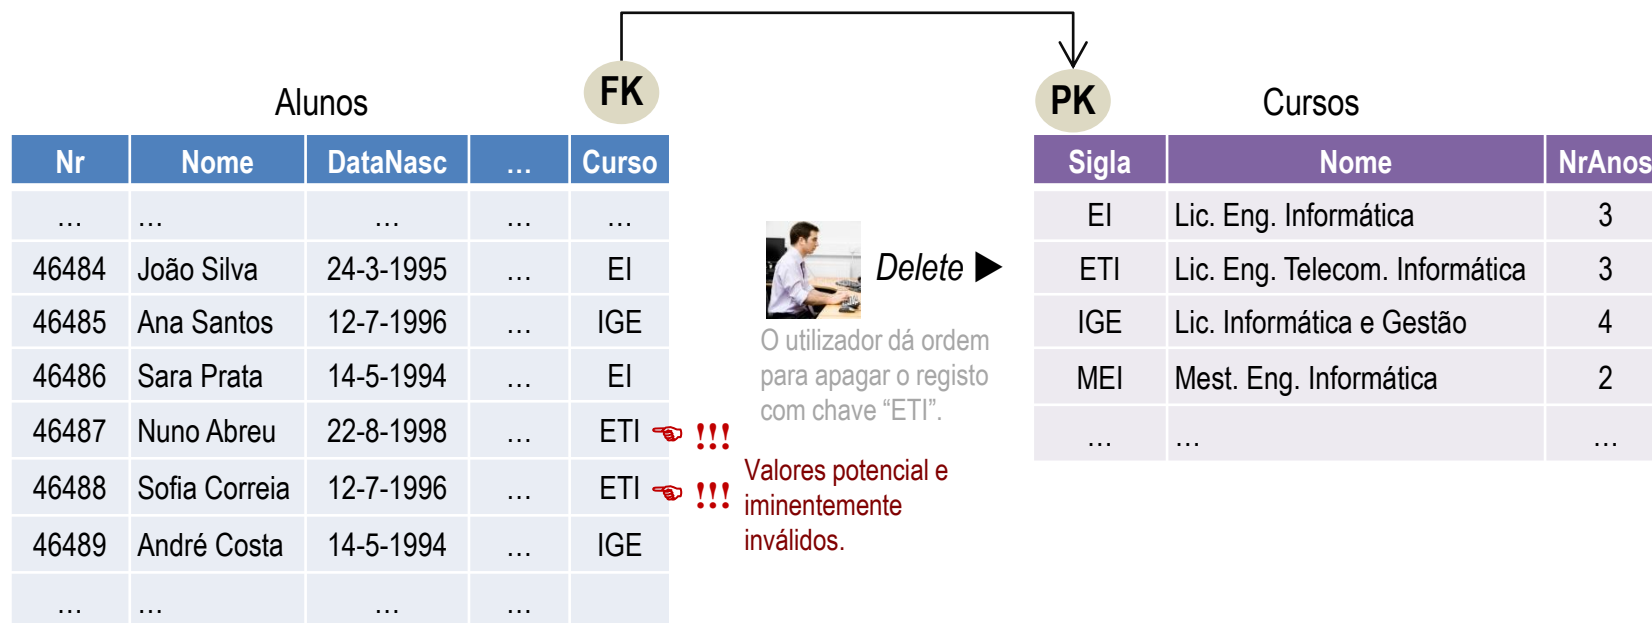 FK
PK
Alunos
Cursos
Nr Nome DataNasc … Curso
… … … … …
46484 João Silva 24-3-1995 … EI
46485 Ana Santos 12-7-1996 … IGE
46486 Sara Prata 14-5-1994 … EI
46487 Nuno Abreu 22-8-1998 … ETI !!!
46488 Sofia Correia 12-7-1996 … ETI !!!
46489 André Costa 14-5-1994 … IGE
… … … …
Delete
O utilizador dá ordem
para apagar o registo
com chave “ETI”.
Valores potencial e
iminentemente
inválidos.
Sigla Nome NrAnos
EI Lic. Eng. Informática 3
ETI Lic. Eng. Telecom. Informática 3
IGE Lic. Informática e Gestão 4
MEI Mest. Eng. Informática 2
… … …